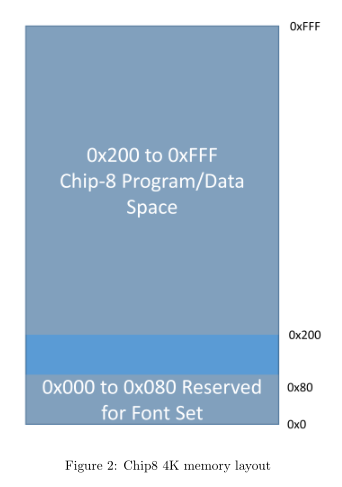 0xFFF
0x200 to 0xFFF
Chip-8 Program/Data
Space
0x200
0x000 to 0x080 Reserved
for Font Set
0x80
0x0
Figure 2: Chip8 4K memory layout